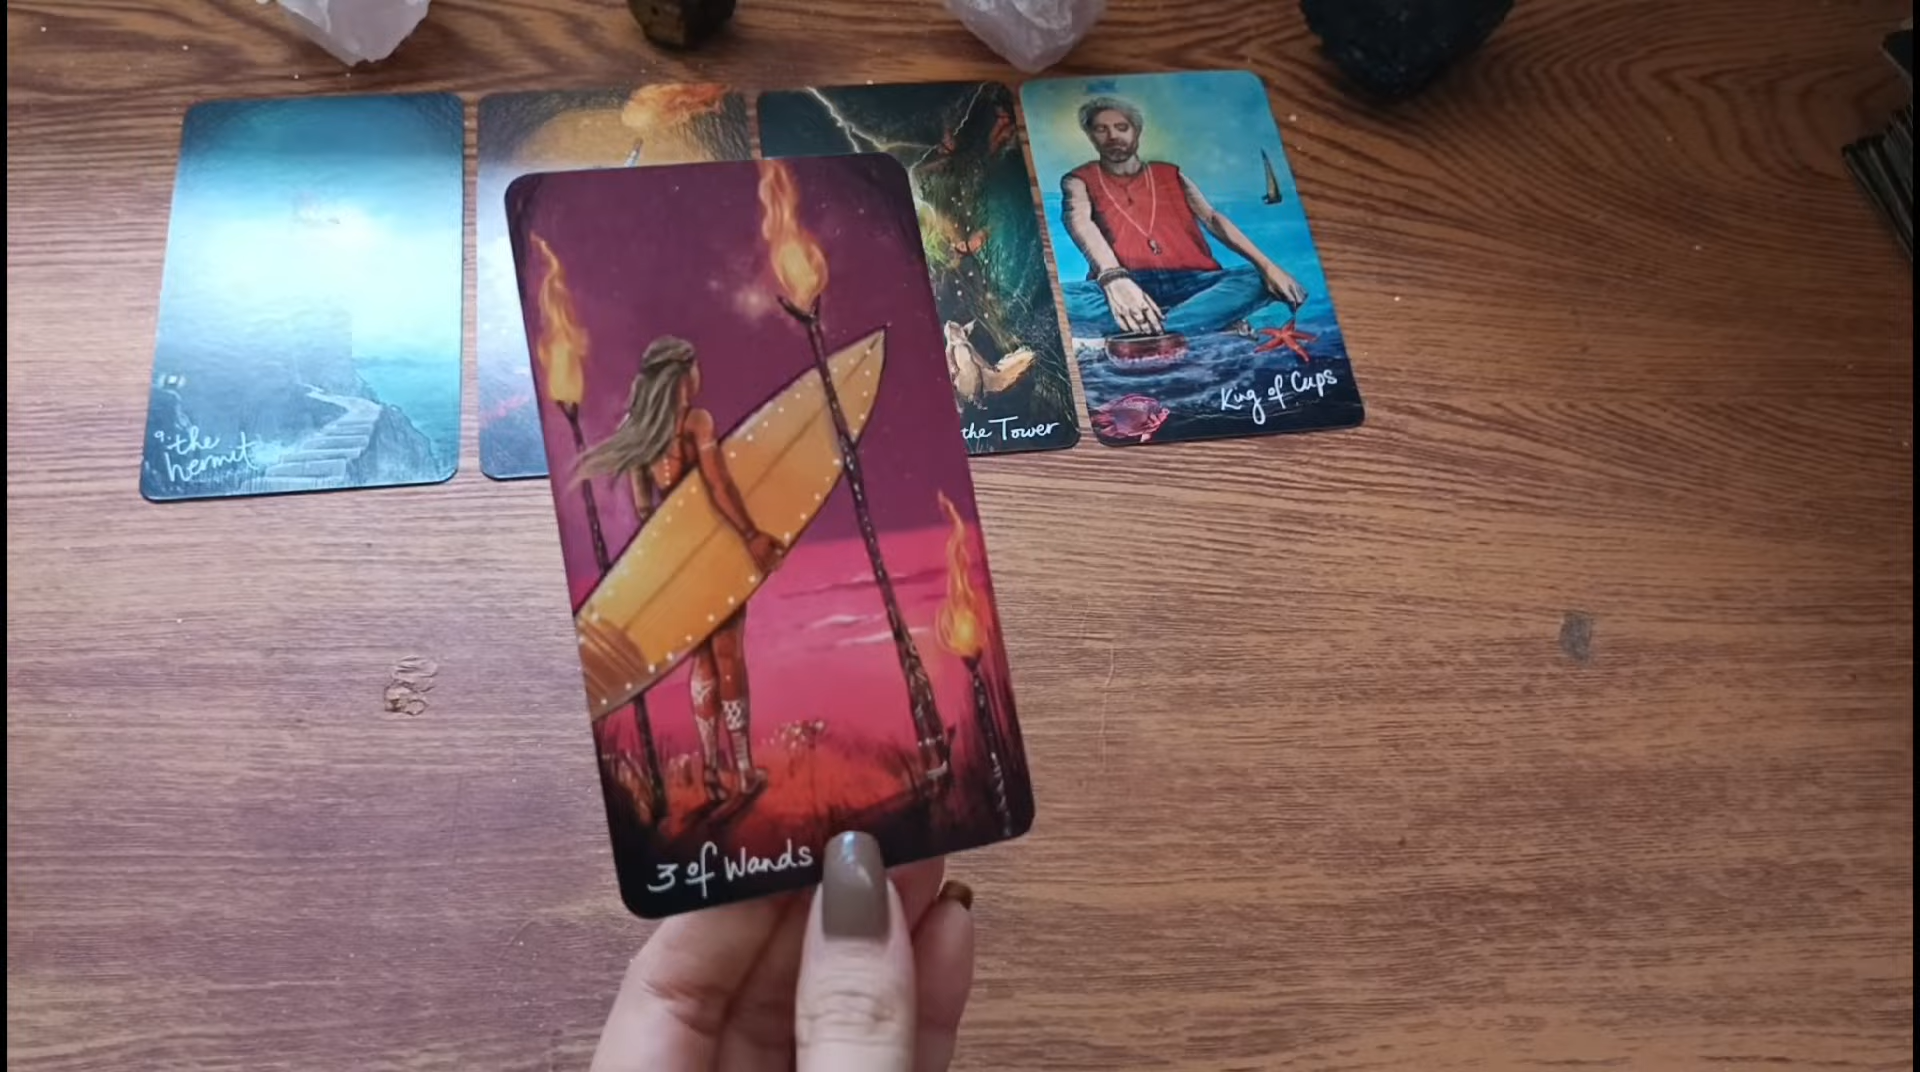 9 the
hermit
the Tower
King of Cups
3 of Wands